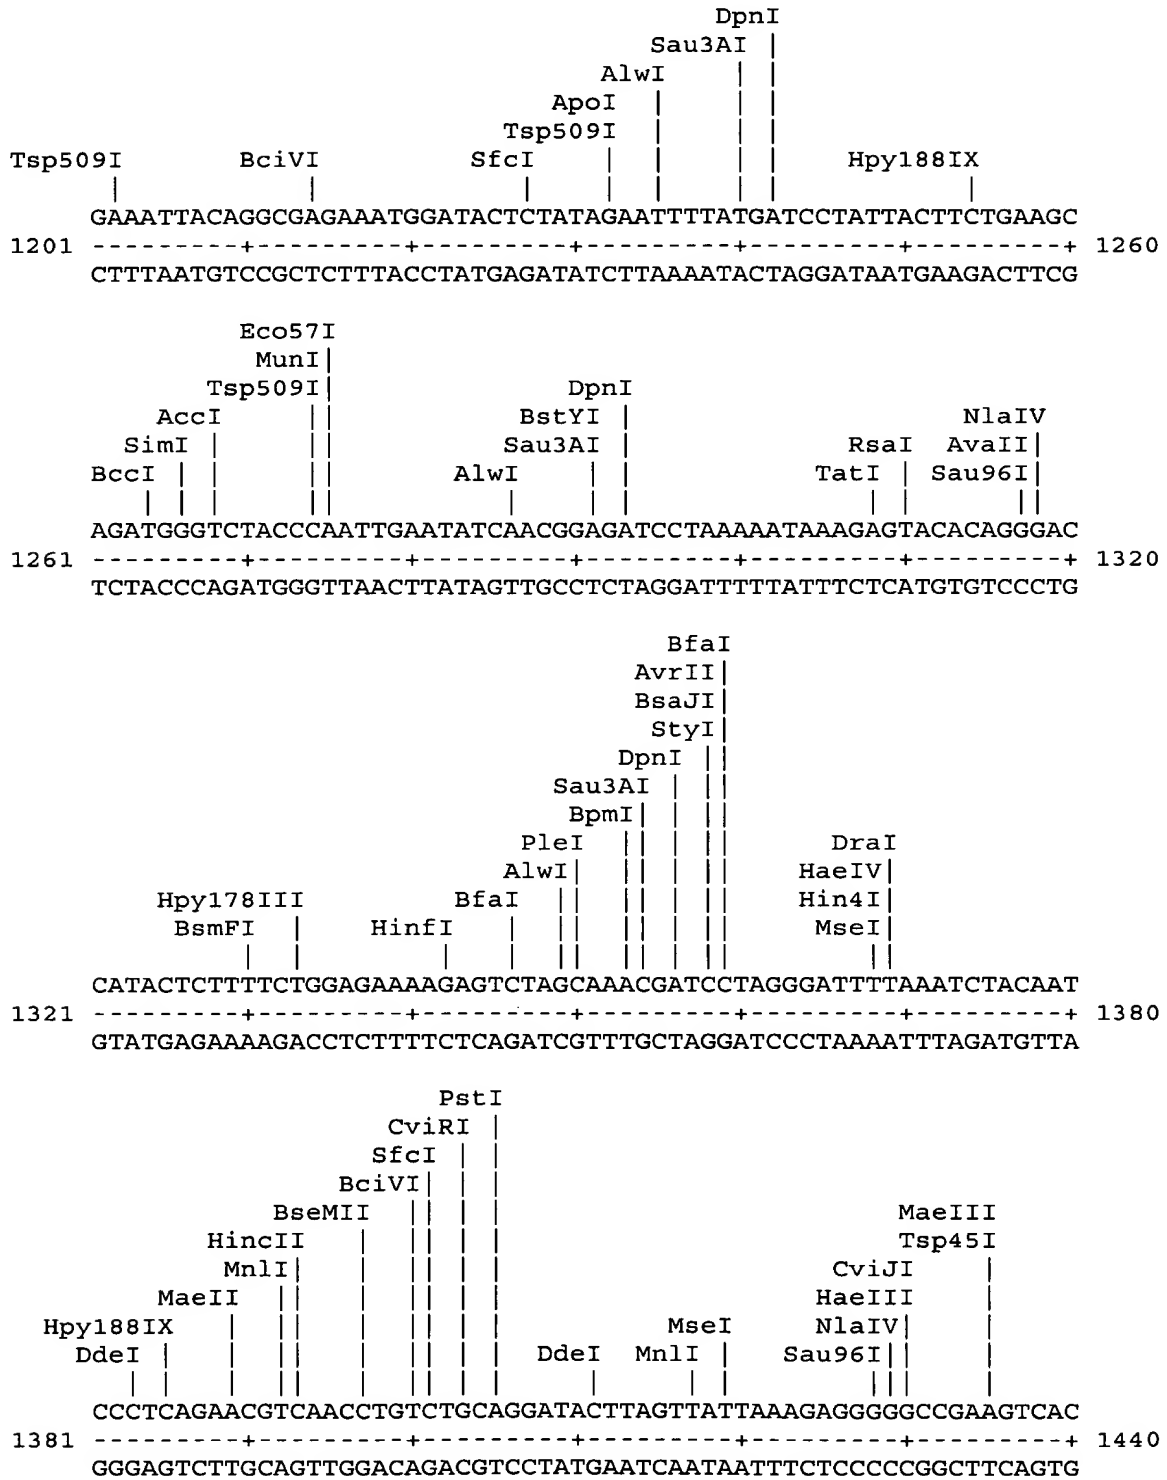 DpnI
Sau3AI
AlwI
ApoI
Tsp509I
Tsp509I BciVI SfcI Hpy188IX
GAAATTACAGGCGAGAAATGGATACTCTATAGAATTTTATGATCCTATTACTTCTGAAGC
1201 ---------+---------+---------+---------+---------+---------+ 1260
CTTTAATGTCCGCTCTTTACCTATGAGATATCTTAAAATACTAGGATAATGAAGACTTCG
Eco57I
MunI
Tsp509I DpnI
AccI BstYI NlaIV
SimI Sau3AI RsaI AvaII
BccI AlwI TatI Sau96I
AGATGGGTCTACCCAATTGAATATCAACGGAGATCCTAAAAATAAAGAGTACACAGGGAC
1261 ---------+---------+---------+---------+---------+---------+ 1320
TCTACCCAGATGGGTTAACTTATAGTTGCCTCTAGGATTTTTATTTCTCATGTGTCCCTG
BfaI
AvrII
BsaJI
StyI
DpnI
Sau3AI
BpmI
PleI DraI
AlwI HaeIV
Hpy178III BfaI Hin4I
BsmFI HinfI MseI
CATACTCTTTTCTGGAGAAAAGAGTCTAGCAAACGATCCTAGGGATTTTAAATCTACAAT
1321 ---------+---------+---------+---------+---------+---------+ 1380
GTATGAGAAAAGACCTCTTTTCTCAGATCGTTTGCTAGGATCCCTAAAATTTAGATGTTA
PstI
CviRI
SfcI
BciVI
BseMII MaeIII
HincII Tsp45I
MnlI CviJI
MaeII HaeIII
Hpy188IX MseI NlaIV
DdeI DdeI MnlI Sau96I
CCCTCAGAACGTCAACCTGTCTGCAGGATACTTAGTTATTAAAGAGGGGGCCGAAGTCAC
1381 ---------+---------+---------+---------+---------+---------+ 1440
GGGAGTCTTGCAGTTGGACAGACGTCCTATGAATCAATAATTTCTCCCCCGGCTTCAGTG